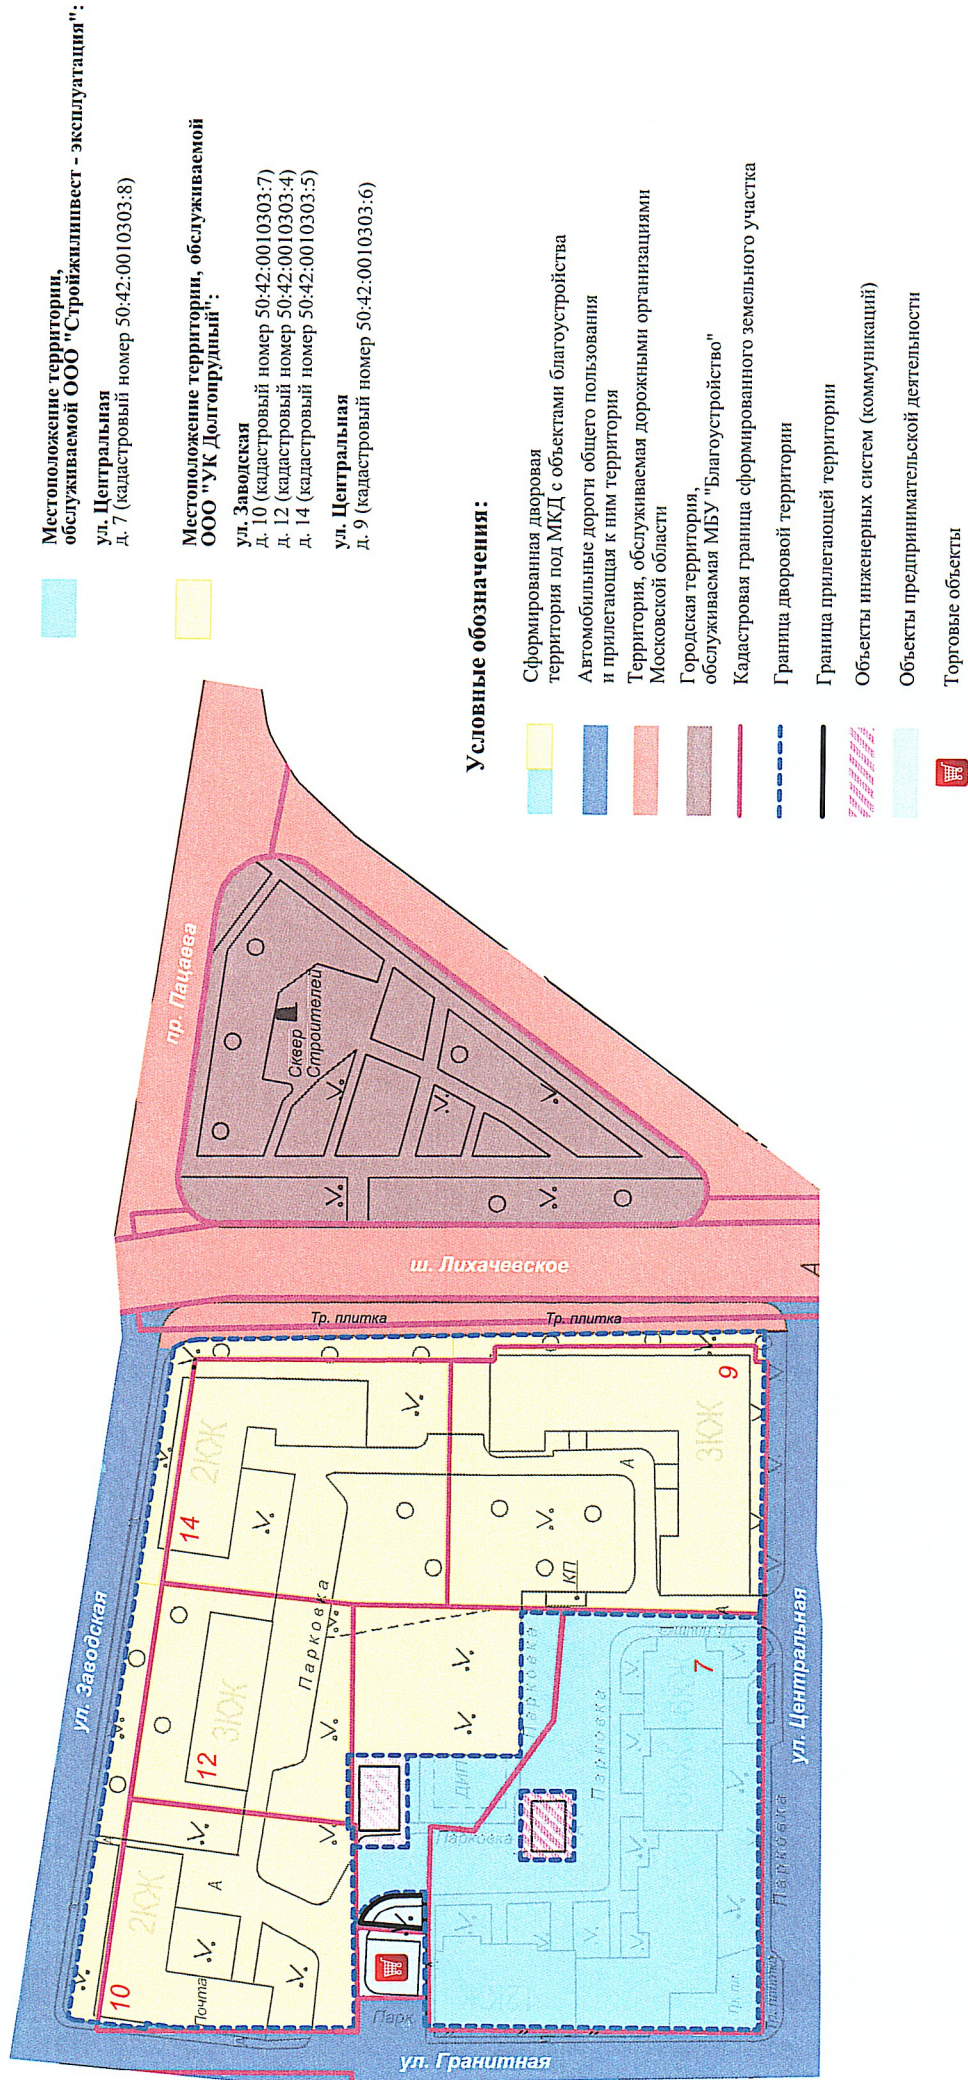 Местоположение территории,
обслуживаемой ООО "Стройжилинвест - эксплуатация":
ул. Центральная
д. 7 (кадастровый номер 50:42:0010303:8)
Местоположение территории, обслуживаемой
ООО "УК Долгопрудный":
ул. Заводская
д. 10 (кадастровый номер 50:42:0010303:7)
д. 12 (кадастровый номер 50:42:0010303:4)
д. 14 (кадастровый номер 50:42:0010303:5)
ул. Центральная
д. 9 (кадастровый номер 50:42:0010303:6)
Условные обозначения:
Сформированная дворовая
территория под МКД с объектами благоустройства
Автомобильные дороги общего пользования
и прилегающая к ним территория
Территория, обслуживаемая дорожными организациями
Московской области
Городская территория,
обслуживаемая МБУ "Благоустройство"
Кадастровая граница сформированного земельного участка
Граница дворовой территории
Граница прилегающей территории
Объекты инженерных систем (коммуникаций)
Объекты предпринимательской деятельности
Торговые объекты
ул. Заводская
пр. Пацаева
Сквер
Строителей
ш. Лихачевское
А
Тр. плитка
Тр. плитка
10
2КЖ
Почта
А
12
3КЖ
Парковка
14
2КЖ
9
3КЖ
А
КП
А
7
Парковка
Парковка
Парковка
Парковка
Парк
ул. Гранитная
ул. Центральная